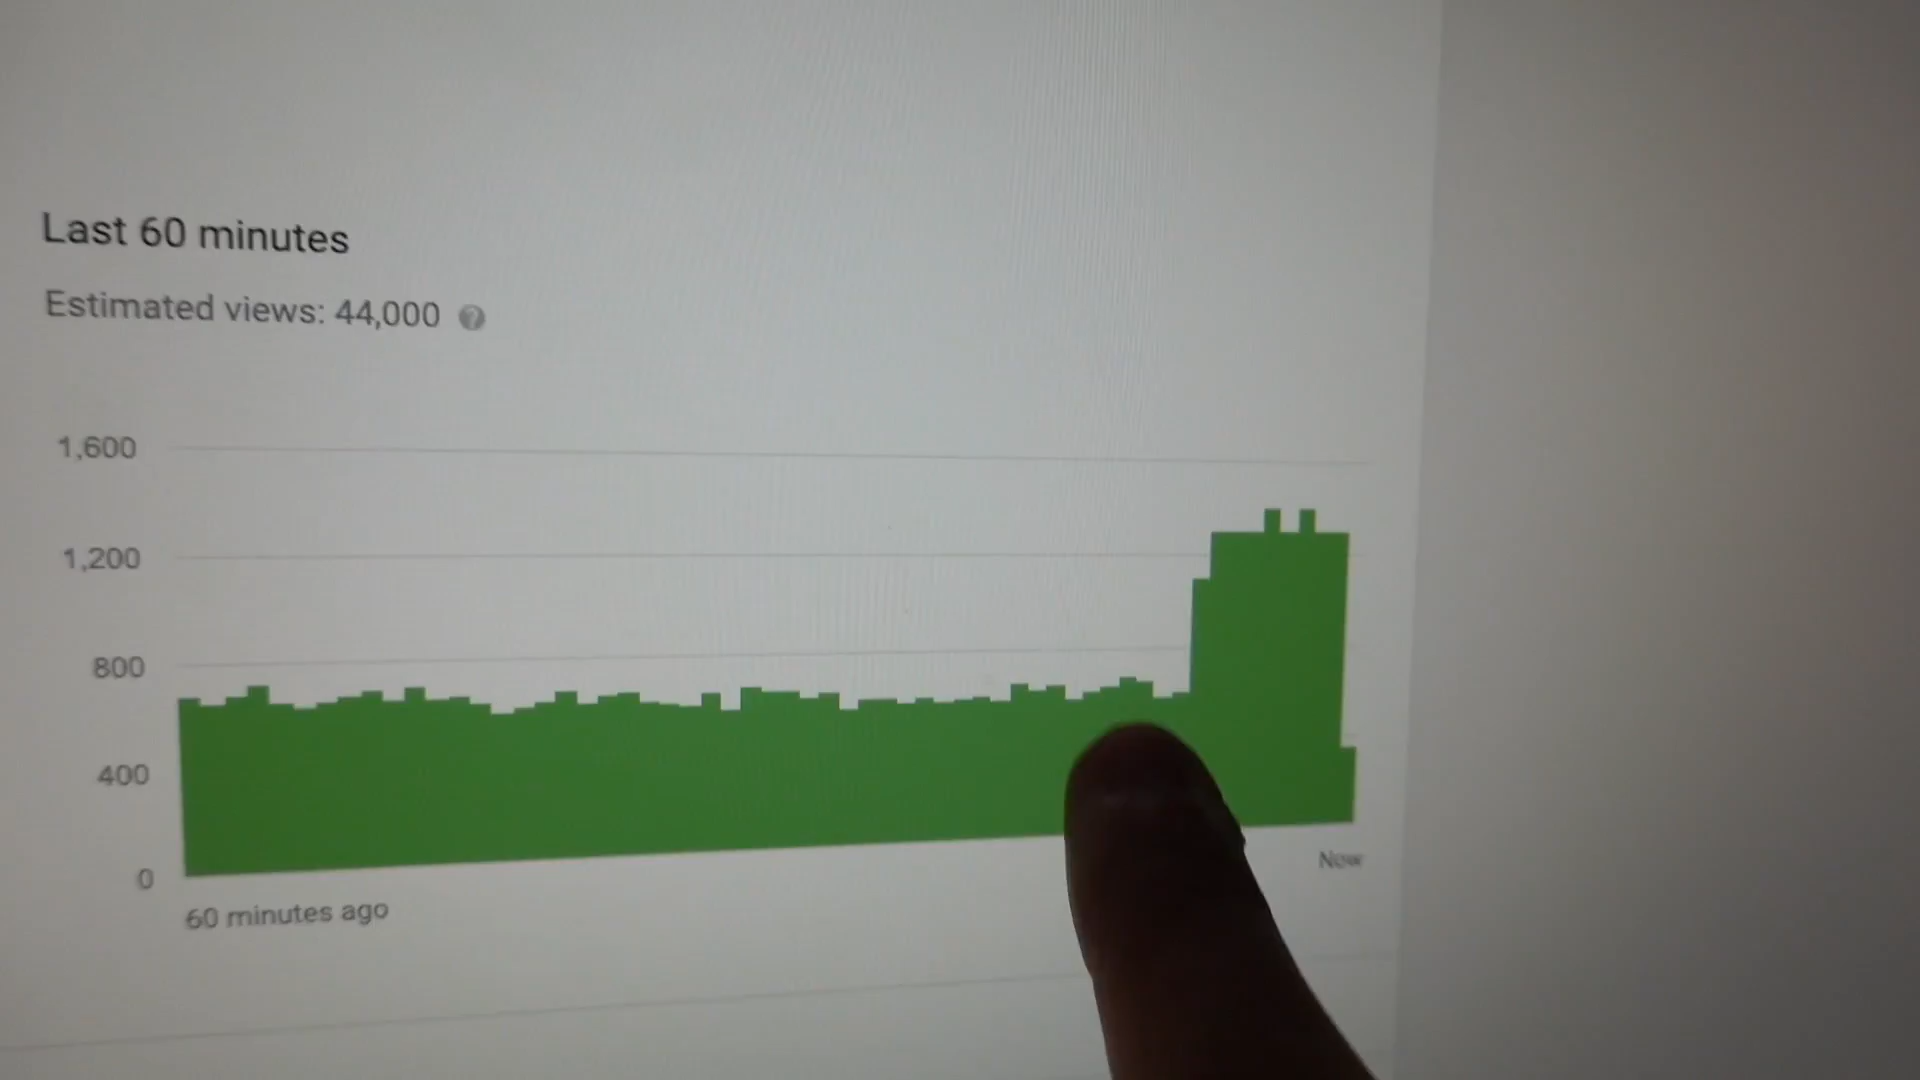 Last 60 minutes
Estimated views: 44,000 ?
1,600
1,200
800
400
0
60 minutes ago
Now